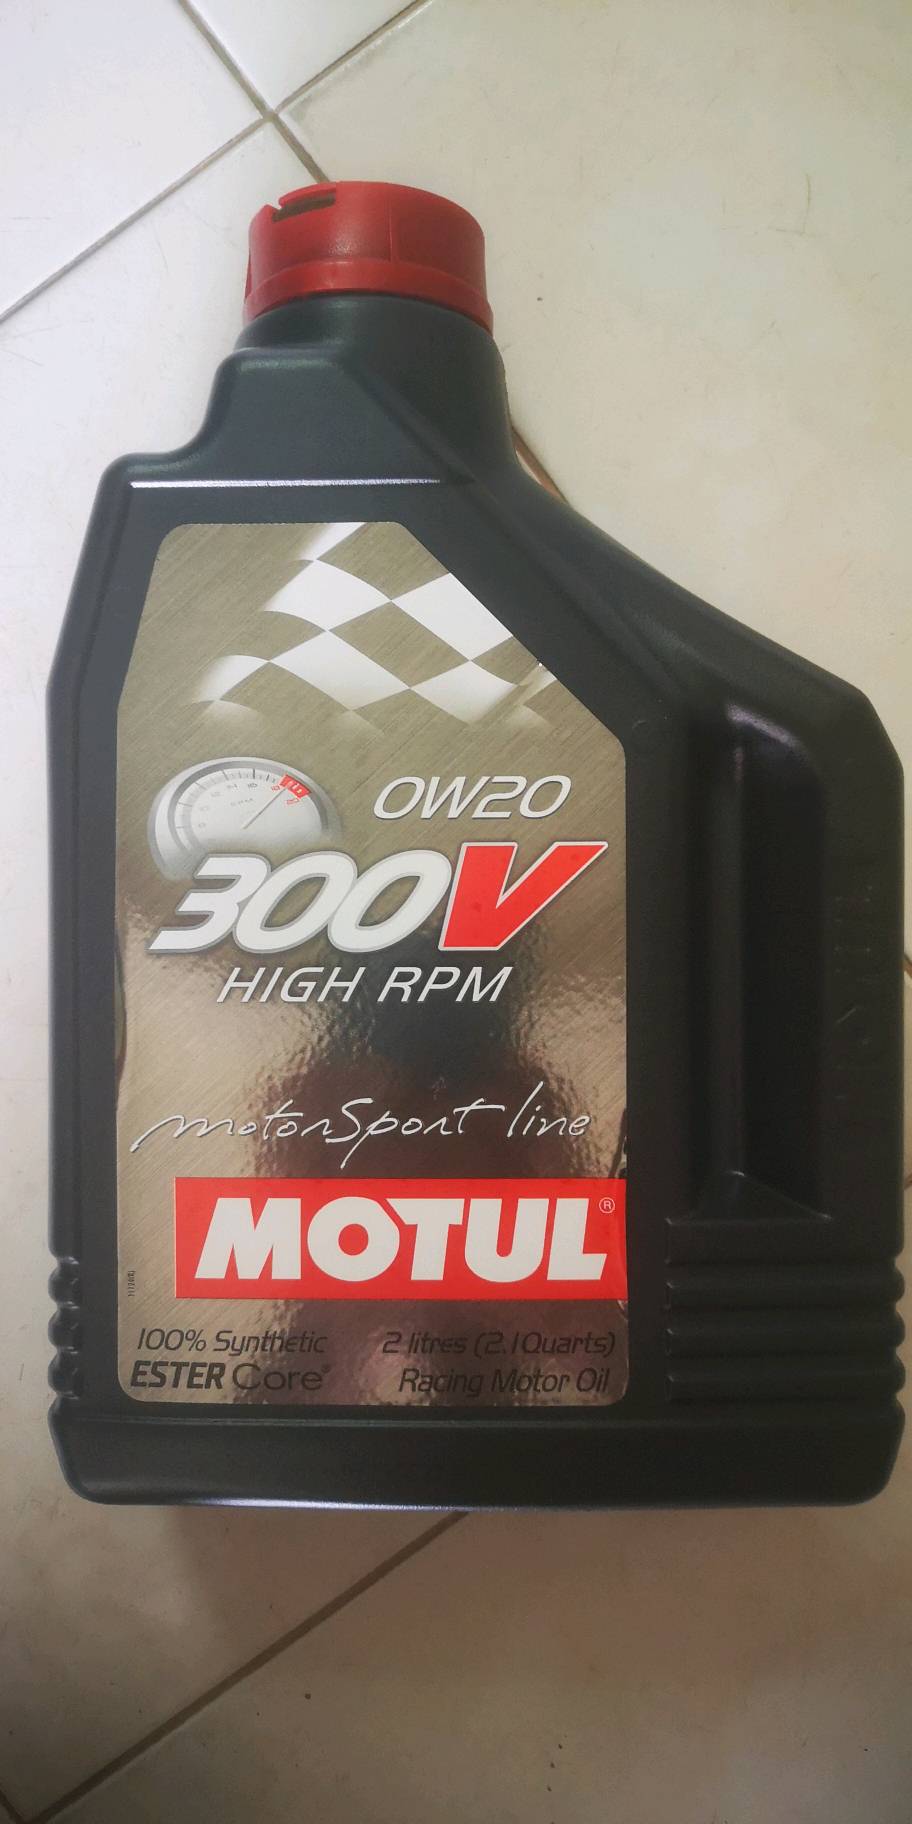 0W20
300V
HIGH RPM
motorSport line
MOTUL®
100% Synthetic
ESTER Core®
2 litres (2.1Quarts)
Racing Motor Oil